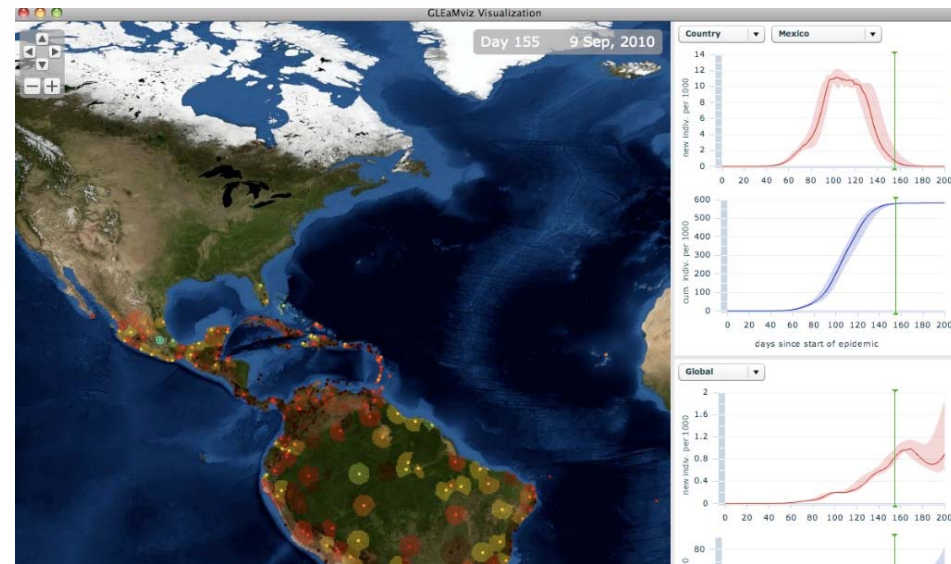 GLEaMviz Visualization
Day 155 9 Sep, 2010
Country Mexico
14
12
10
8
6
4
2
0
new indiv. per 1000
0 20 40 60 80 100 120 140 160 180 200
600
500
400
300
200
100
0
cum. indiv. per 1000
0 20 40 60 80 100 120 140 160 180 200
days since start of epidemic
Global
2
1.6
1.2
0.8
0.4
0
new indiv. per 1000
0 20 40 60 80 100 120 140 160 180 200
80